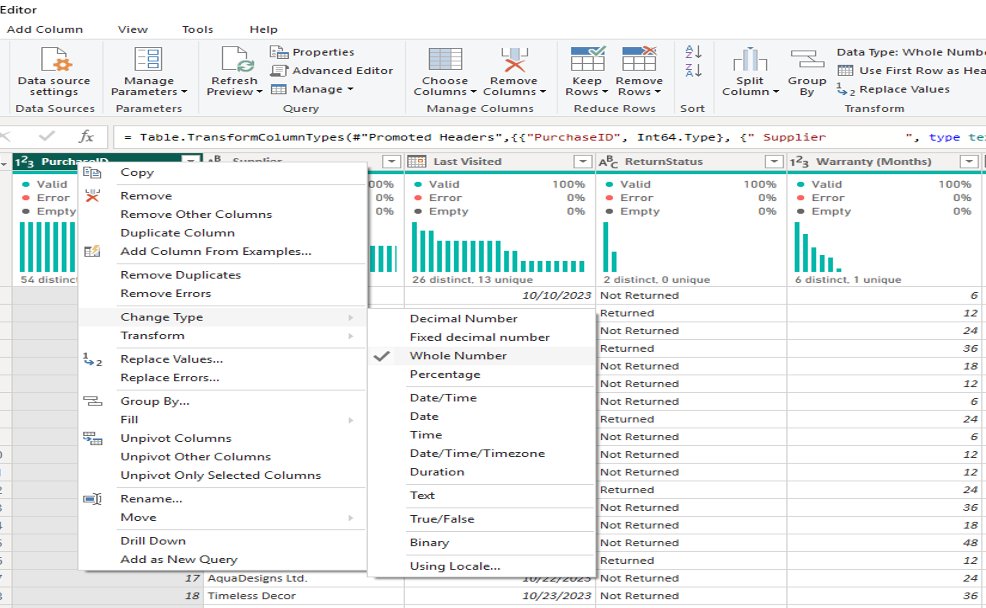 Editor
Add Column View Tools Help
Data source settings
Manage Parameters
Refresh Preview
Properties
Advanced Editor
Manage
Choose Columns
Remove Columns
Keep Rows
Remove Rows
Split Column
Group By
Data Type: Whole Numbe
Use First Row as Hea
Replace Values
Data Sources Parameters Query Manage Columns Reduce Rows Sort Transform
fx = Table.TransformColumnTypes(#"Promoted Headers",{{"PurchaseID", Int64.Type}, {" Supplier ", type te
PurchaseID Supplier Last Visited ReturnStatus Warranty (Months)
Valid 00% Valid 100% Valid 100% Valid 100%
Error 0% Error 0% Error 0% Error 0%
Empty 0% Empty 0% Empty 0% Empty 0%
54 distinct 26 distinct, 13 unique 2 distinct, 0 unique 6 distinct, 1 unique
Copy
Remove
Remove Other Columns
Duplicate Column
Add Column From Examples...
Remove Duplicates
Remove Errors
Change Type
Transform
Replace Values...
Replace Errors...
Group By...
Fill
Unpivot Columns
Unpivot Other Columns
Unpivot Only Selected Columns
Rename...
Move
Drill Down
Add as New Query
Decimal Number
Fixed decimal number
Whole Number
Percentage
Date/Time
Date
Time
Date/Time/Timezone
Duration
Text
True/False
Binary
Using Locale...
10/10/2023 Not Returned 6
Returned 12
Not Returned 24
Returned 36
Not Returned 18
Not Returned 12
Not Returned 6
Returned 24
Not Returned 6
Not Returned 12
Not Returned 12
Returned 24
Not Returned 36
Not Returned 18
Not Returned 48
Returned 12
17 AquaDesigns Ltd. 10/22/2023 Not Returned 24
18 Timeless Decor 10/23/2023 Not Returned 36